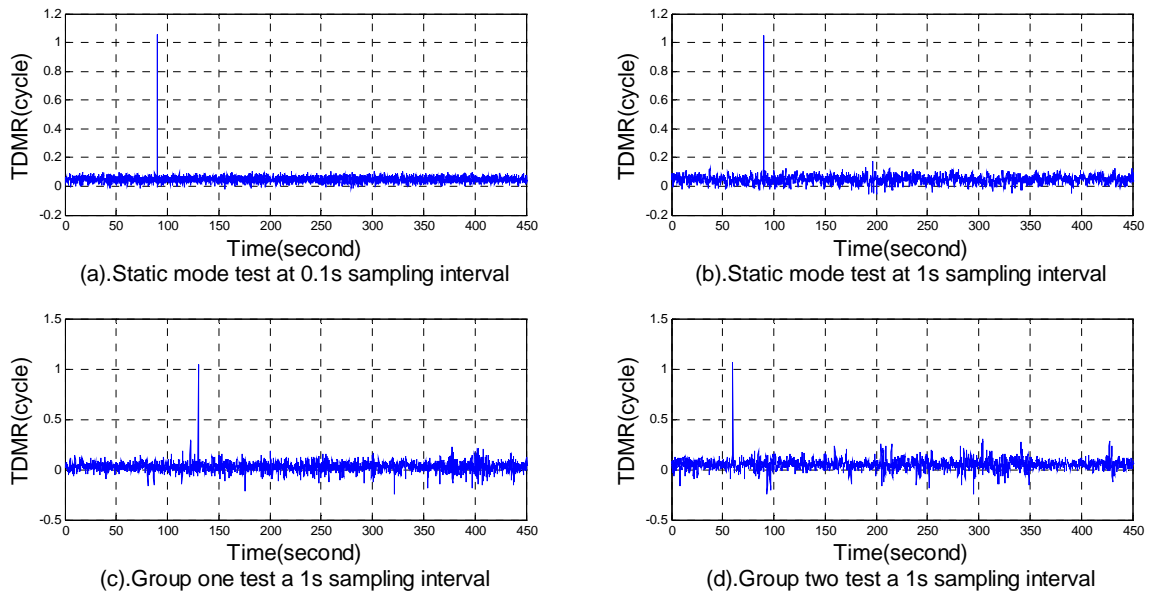 TDMR(cycle)
1.2
1
0.8
0.6
0.4
0.2
0
-0.2
0 50 100 150 200 250 300 350 400 450
Time(second)
(a).Static mode test at 0.1s sampling interval
TDMR(cycle)
1.2
1
0.8
0.6
0.4
0.2
0
-0.2
0 50 100 150 200 250 300 350 400 450
Time(second)
(b).Static mode test at 1s sampling interval
TDMR(cycle)
1.5
1
0.5
0
-0.5
0 50 100 150 200 250 300 350 400 450
Time(second)
(c).Group one test a 1s sampling interval
TDMR(cycle)
1.5
1
0.5
0
-0.5
0 50 100 150 200 250 300 350 400 450
Time(second)
(d).Group two test a 1s sampling interval